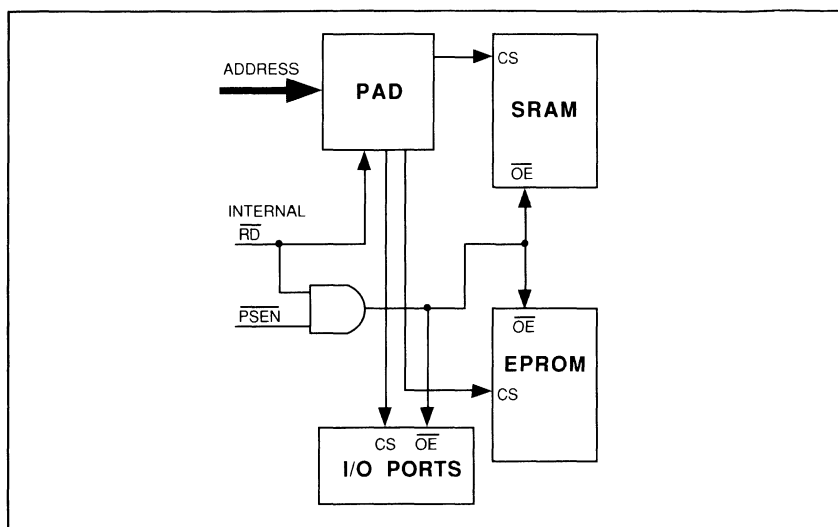 ADDRESS
PAD
CS
SRAM
OE
INTERNAL
RD
PSEN
OE
EPROM
CS
CS OE
I/O PORTS